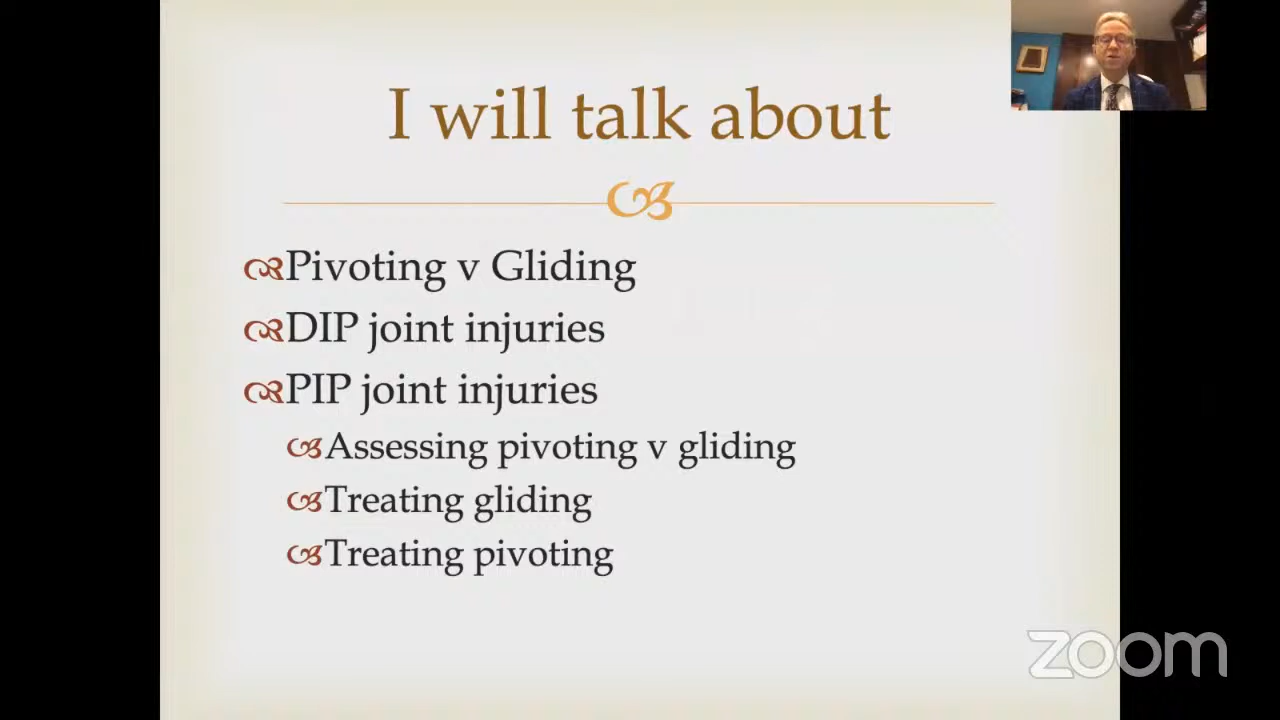 I will talk about
Pivoting v Gliding
DIP joint injuries
PIP joint injuries
Assessing pivoting v gliding
Treating gliding
Treating pivoting
zoom